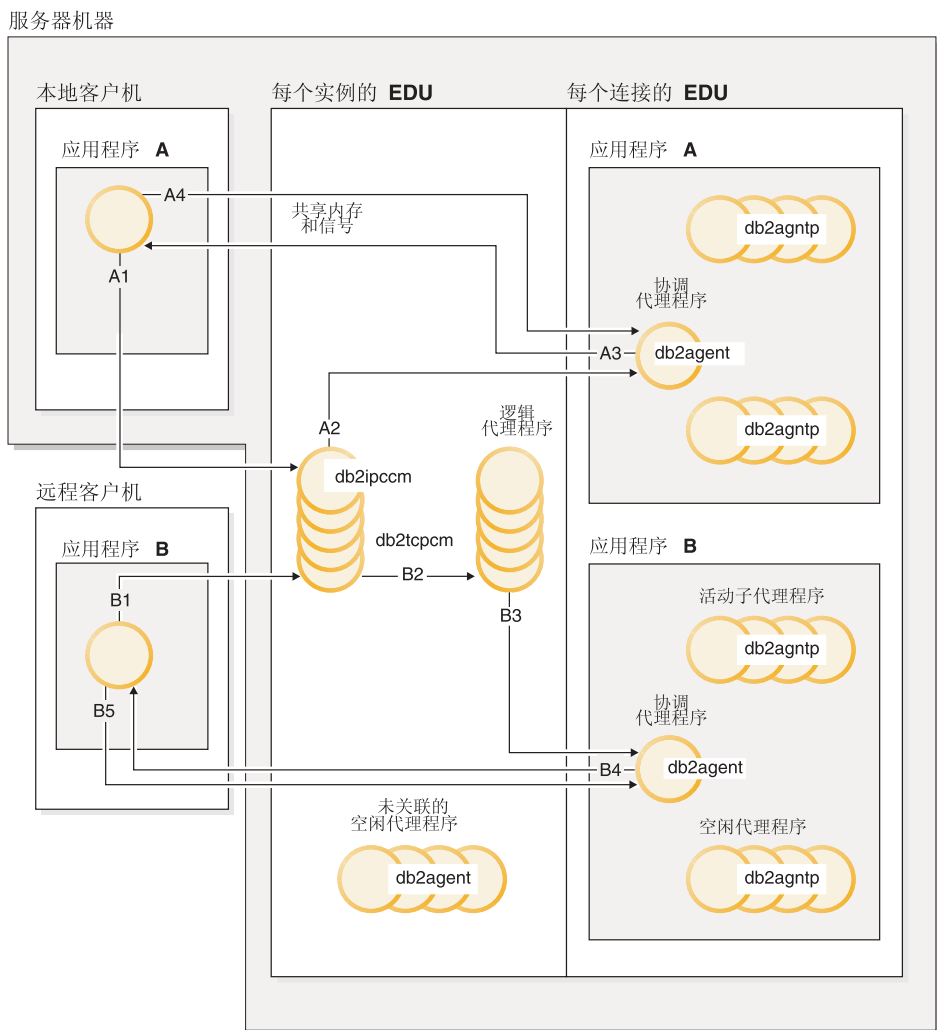 服务器机器
本地客户机
每个实例的 EDU
每个连接的 EDU
应用程序 A
应用程序 A
A4
共享内存
和信号
db2agntp
A1
协调
代理程序
A3
db2agent
A2
逻辑
代理程序
db2agntp
db2ipccm
远程客户机
db2tcpcm
应用程序 B
应用程序 B
B2
B1
B3
活动子代理程序
db2agntp
B5
协调
代理程序
B4
db2agent
未关联的
空闲代理程序
空闲代理程序
db2agent
db2agntp